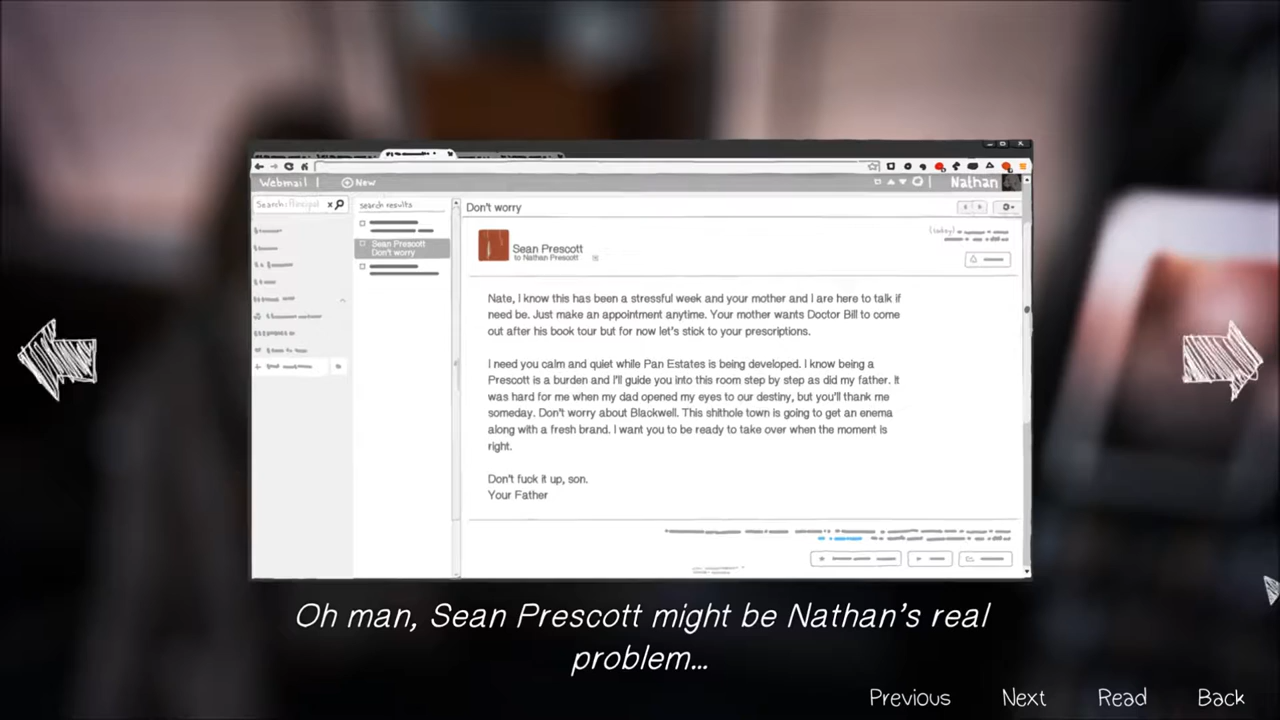 Webmail |
New
Nathan
Search:
search results
Don't worry
Sean Prescott
Don't worry
Sean Prescott
to Nathan Prescott
(today)
Nate, I know this has been a stressful week and your mother and I are here to talk if
need be. Just make an appointment anytime. Your mother wants Doctor Bill to come
out after his book tour but for now let's stick to your prescriptions.
I need you calm and quiet while Pan Estates is being developed. I know being a
Prescott is a burden and I'll guide you into this room step by step as did my father. It
was hard for me when my dad opened my eyes to our destiny, but you'll thank me
someday. Don't worry about Blackwell. This shithole town is going to get an enema
along with a fresh brand. I want you to be ready to take over when the moment is
right.
Don't fuck it up, son.
Your Father
Oh man, Sean Prescott might be Nathan's real
problem...
Previous Next Read Back